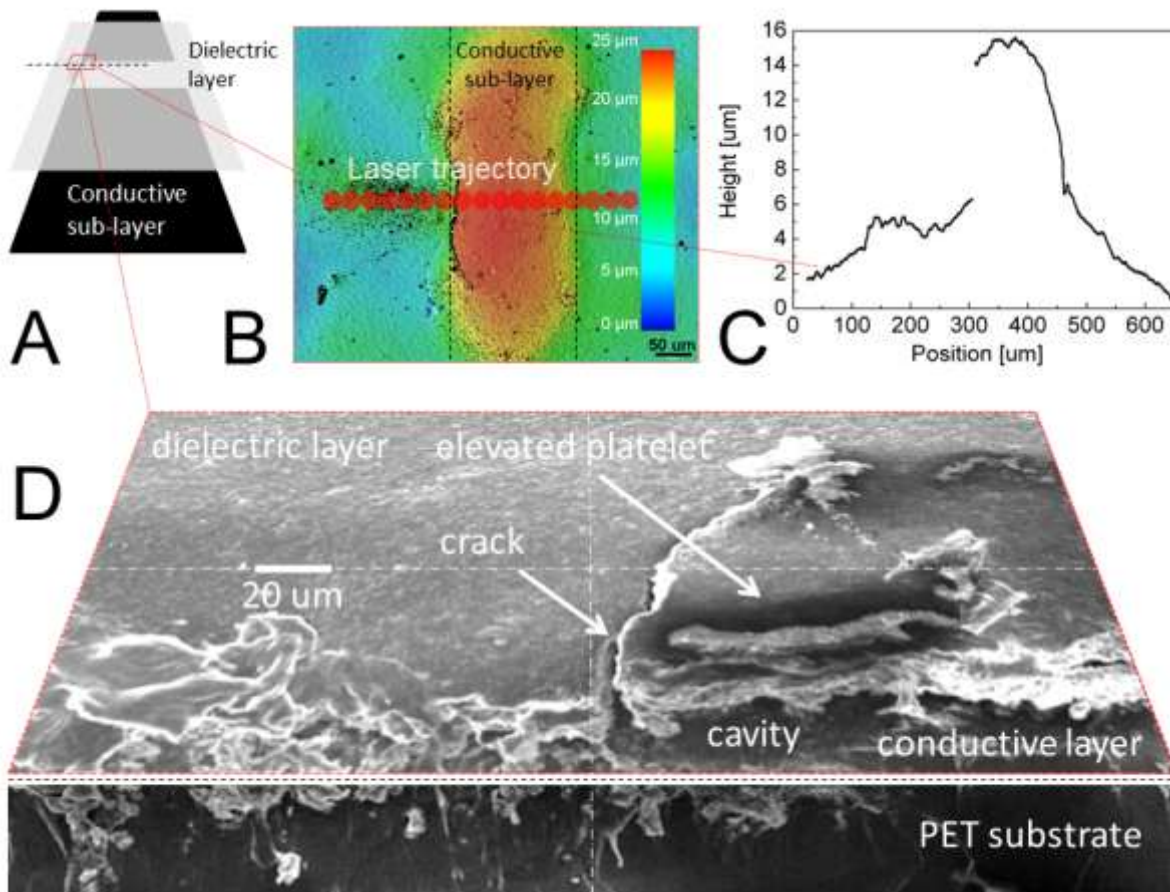 A
Dielectric
layer
Conductive
sub-layer
B
Conductive
sub-layer
Laser trajectory
25 µm
20 µm
15 µm
10 µm
5 µm
0 µm
50 um
C
Height [um]
16
14
12
10
8
6
4
2
0
0 100 200 300 400 500 600
Position [um]
D
dielectric layer
elevated platelet
crack
20 um
cavity
conductive layer
PET substrate